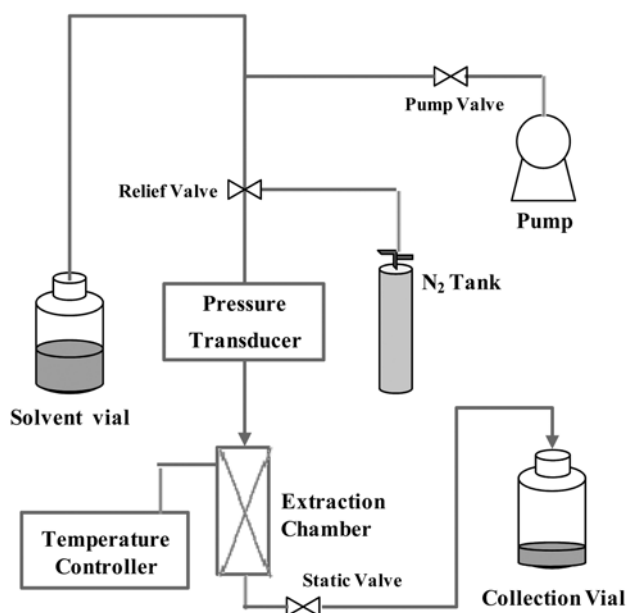 Pump Valve
Relief Valve
Pump
N₂ Tank
Pressure
Transducer
Solvent vial
Extraction
Chamber
Temperature
Controller
Static Valve
Collection Vial